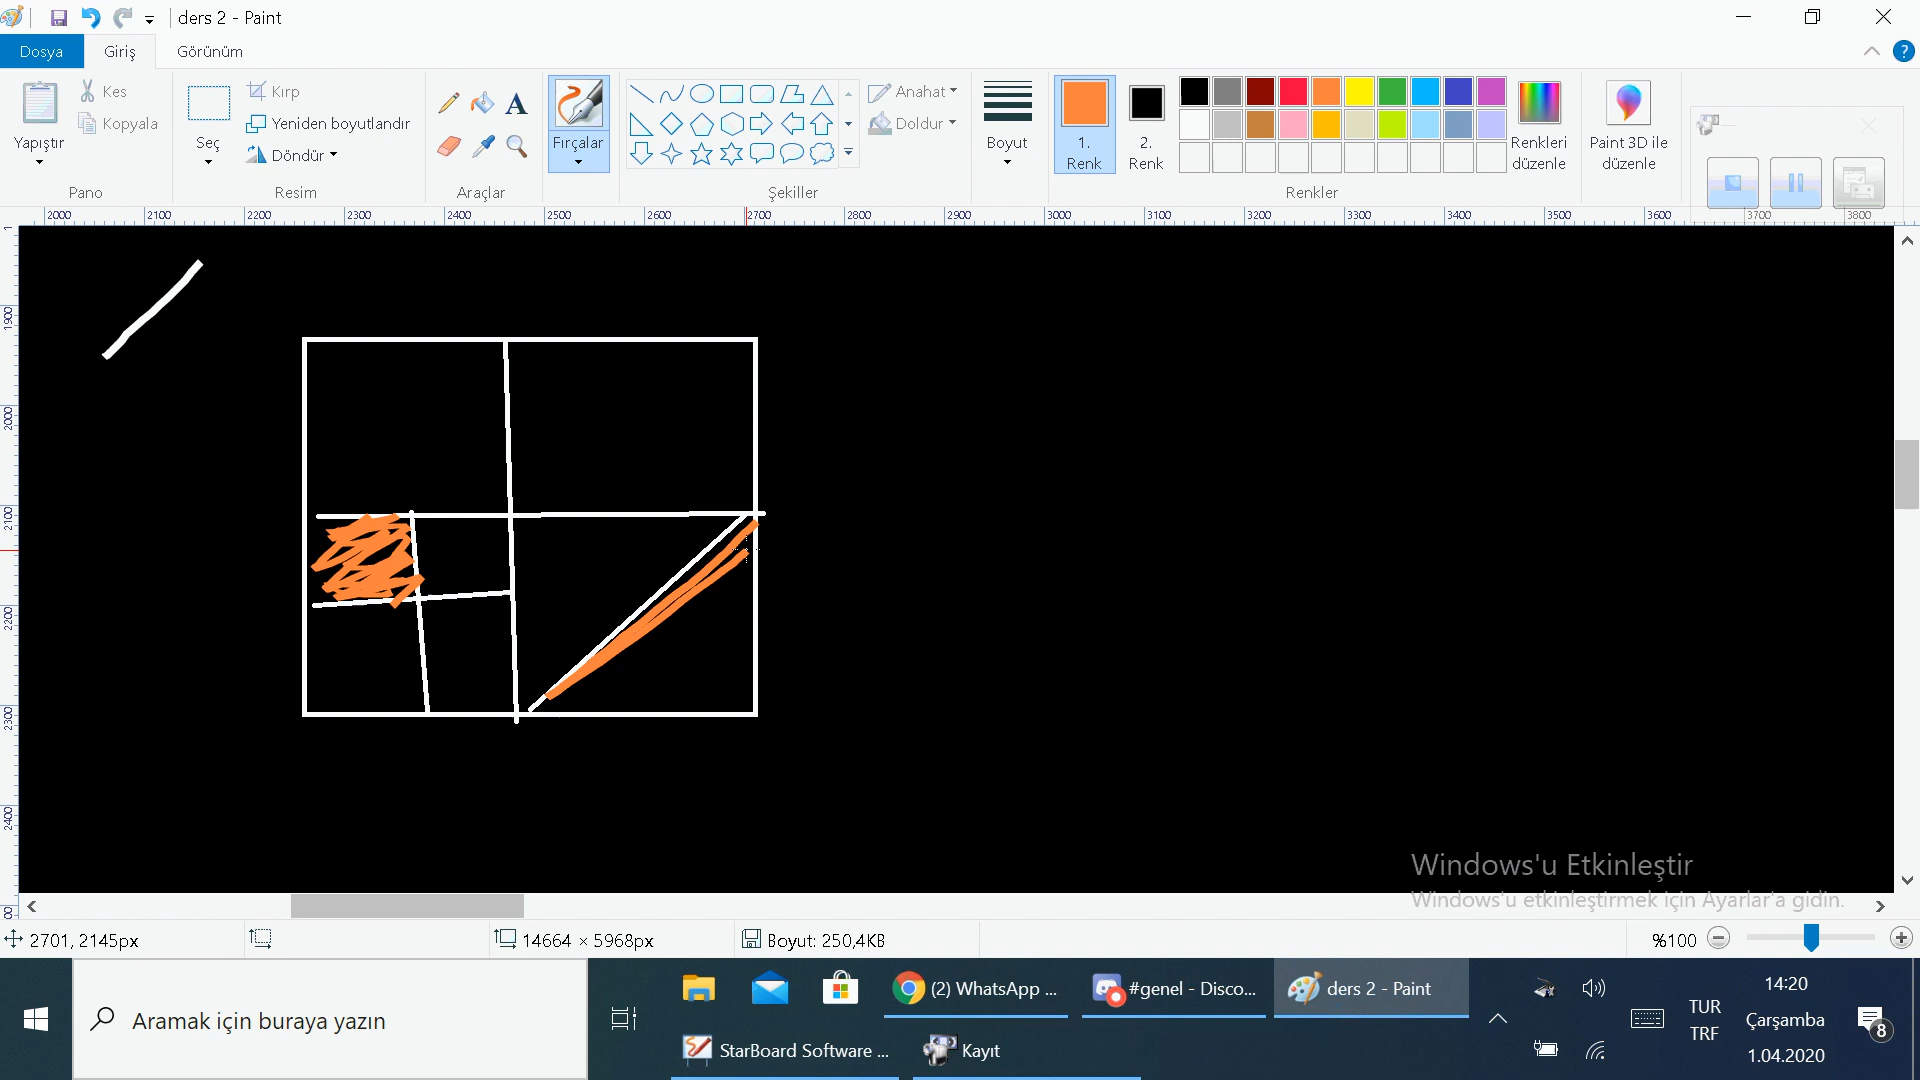 ders 2 - Paint
Dosya
Giriş
Görünüm
Yapıştır
Kes
Kopyala
Pano
Seç
Kırp
Yeniden boyutlandır
Döndür
Resim
A
Araçlar
Fırçalar
Şekiller
Anahat
Doldur
Boyut
1.
Renk
2.
Renk
Renkler
Renkleri
düzenle
Paint 3D ile
düzenle
?
2000 2100 2200 2300 2400 2500 2600 2700 2800 2900 3000 3100 3200 3300 3400 3500 3600 3700 3800
1900
2000
2100
2200
2300
2400
Windows'u Etkinleştir
Windows'u etkinleştirmek için Ayarlar'a gidin.
2701, 2145px
14664 × 5968px
Boyut: 250,4KB
%100
Aramak için buraya yazın
(2) WhatsApp ...
#genel - Disco...
ders 2 - Paint
StarBoard Software ...
Kayıt
TUR
TRF
14:20
Çarşamba
1.04.2020
8